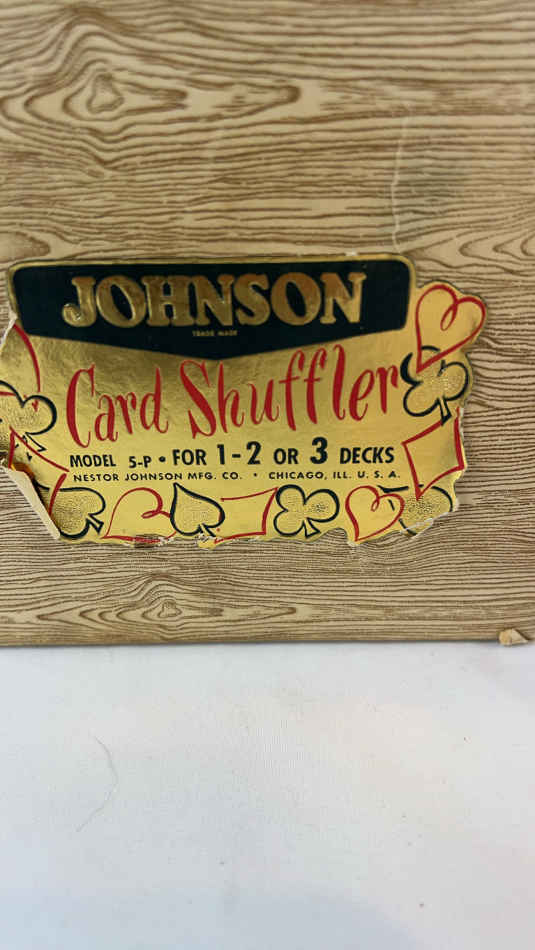 JOHNSON
TRADE MARK
Card Shuffler
MODEL 5-P • FOR 1-2 OR 3 DECKS
NESTOR JOHNSON MFG. CO. • CHICAGO, ILL. U. S. A.